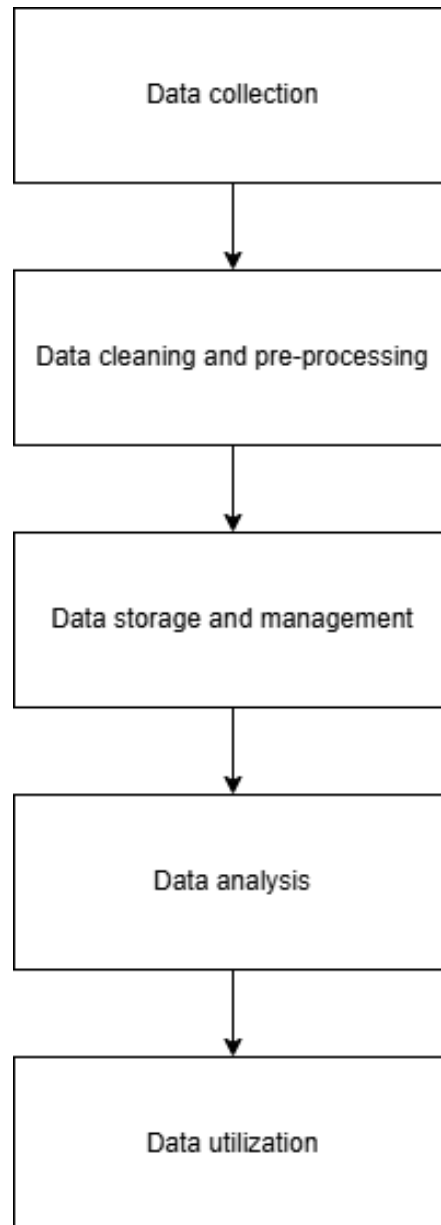 Data collection
Data cleaning and pre-processing
Data storage and management
Data analysis
Data utilization